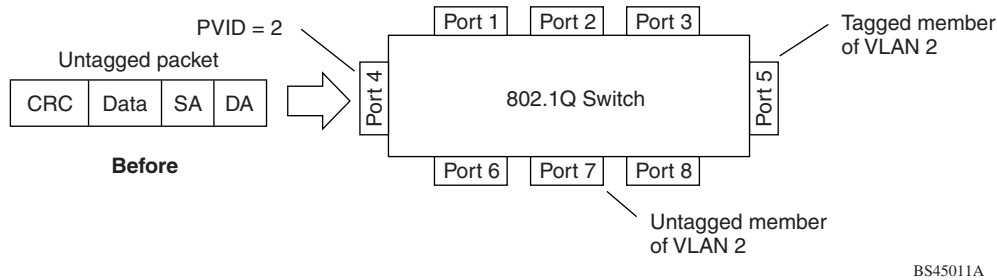 PVID = 2
Port 1
Port 2
Port 3
Tagged member
of VLAN 2
Untagged packet
CRC
Data
SA
DA
Port 4
802.1Q Switch
Port 5
Before
Port 6
Port 7
Port 8
Untagged member
of VLAN 2
BS45011A